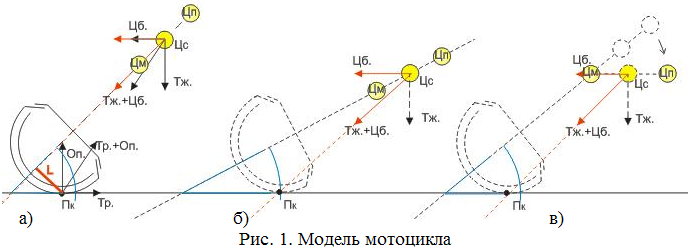 Цп
Цб.
Цс
Цм
Тж.
Тж.+Цб.
Тр.+Оп.
Оп.
L
Пк
Тр.
а)
Цб.
Цп
Цс
Цм
Тж.
Тж.+Цб.
Пк
б)
Цб.
Цм
Цп
Цс
Тж.
Тж.+Цб.
Пк
в)
Рис. 1. Модель мотоцикла